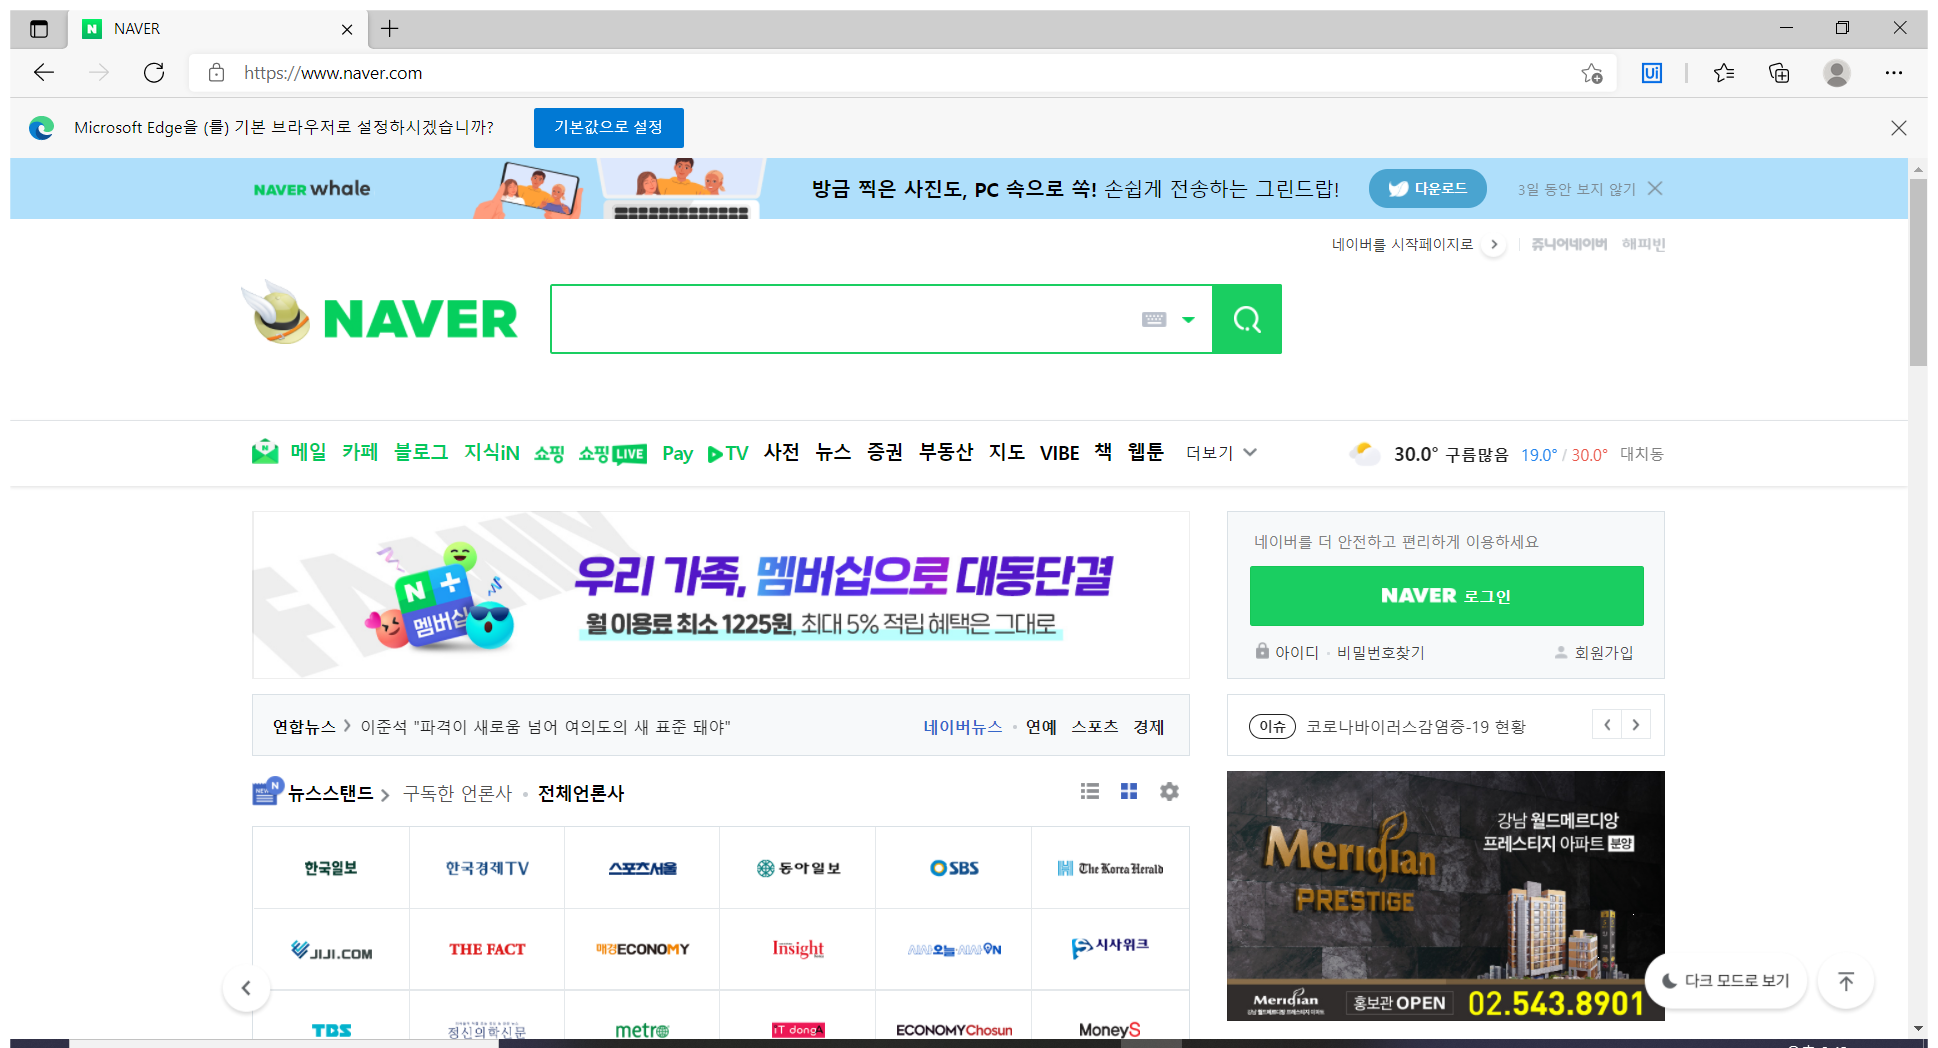 NAVER
https://www.naver.com
Ui
Microsoft Edge을 (를) 기본 브라우저로 설정하시겠습니까?
기본값으로 설정
NAVER whale
방금 찍은 사진도, PC 속으로 쏙! 손쉽게 전송하는 그린드랍!
다운로드
3일 동안 보지 않기
네이버를 시작페이지로
쥬니어네이버 해피빈
NAVER
메일 카페 블로그 지식iN 쇼핑 쇼핑LIVE Pay TV 사전 뉴스 증권 부동산 지도 VIBE 책 웹툰 더보기
30.0° 구름많음 19.0° / 30.0° 대치동
N+
멤버십
우리 가족, 멤버십으로 대동단결
월 이용료 최소 1225원, 최대 5% 적립 혜택은 그대로
네이버를 더 안전하고 편리하게 이용하세요
NAVER 로그인
아이디 · 비밀번호찾기 회원가입
연합뉴스 이준석 "파격이 새로움 넘어 여의도의 새 표준 돼야"
네이버뉴스 · 연예 스포츠 경제
이슈 코로나바이러스감염증-19 현황
NEW N 뉴스스탠드 구독한 언론사 · 전체언론사
한국일보 한국경제TV 스포츠서울 동아일보 SBS The Korea Herald
JIJI.COM THE FACT 매경ECONOMY Insight 시사오늘·시사ON 시사위크
TBS 정신의학신문 metro IT dongA ECONOMYChosun MoneyS
Meridian
PRESTIGE
강남 월드메르디앙
프레스티지 아파트 분양
Meridian
강남 월드메르디앙 프레스티지 아파트
홍보관 OPEN 02.543.8901
다크 모드로 보기